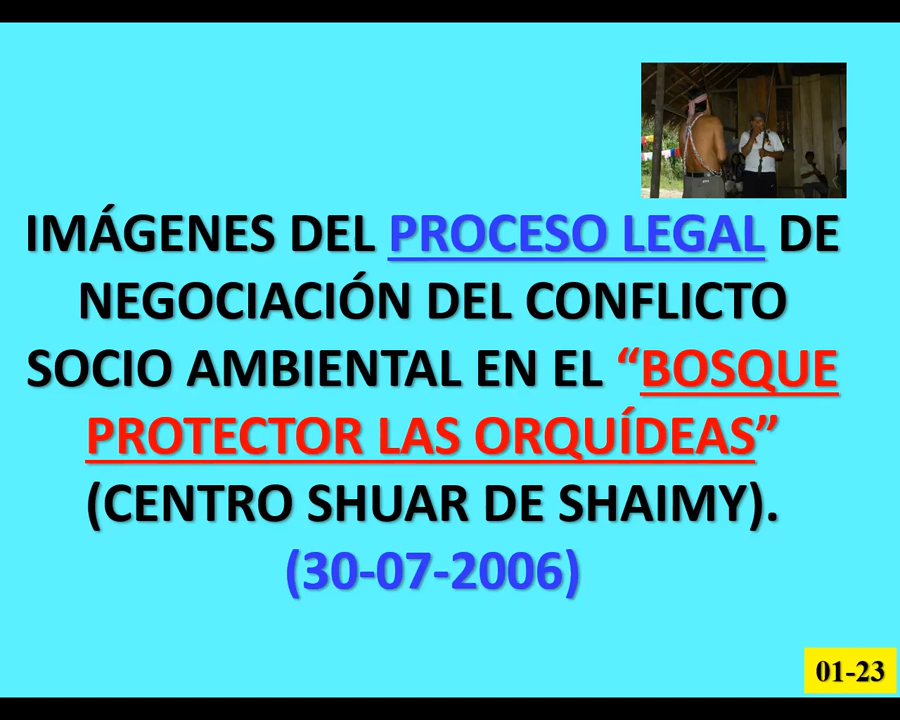 IMÁGENES DEL PROCESO LEGAL DE
NEGOCIACIÓN DEL CONFLICTO
SOCIO AMBIENTAL EN EL “BOSQUE
PROTECTOR LAS ORQUÍDEAS”
(CENTRO SHUAR DE SHAIMY).
(30-07-2006)
01-23